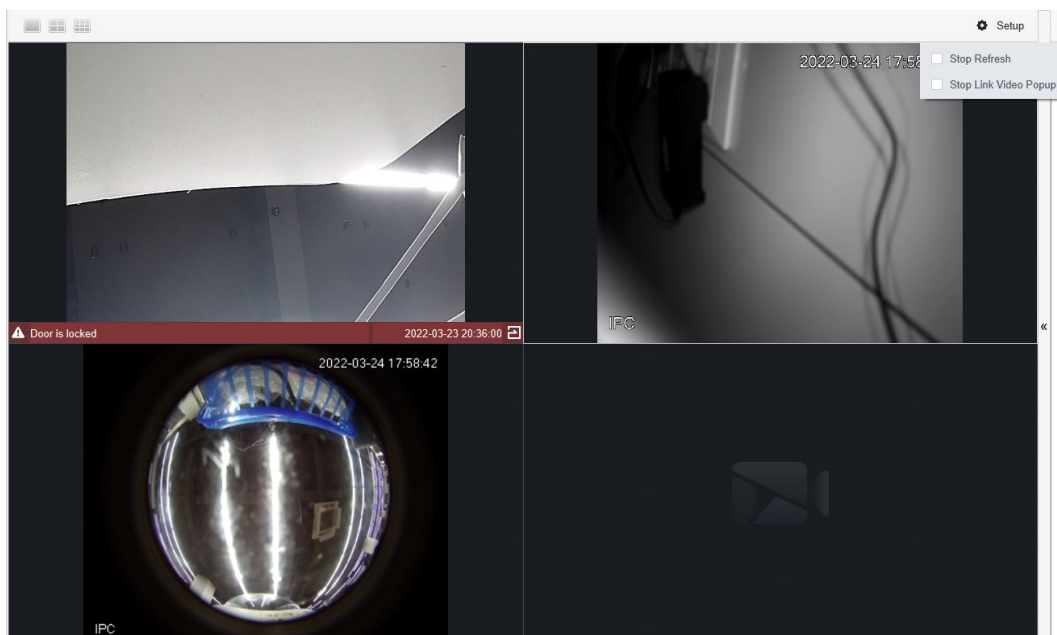 Setup
Stop Refresh
Stop Link Video Popup
2022-03-24 17:58
IPC
Door is locked 2022-03-23 20:36:00
«
2022-03-24 17:58:42
IPC